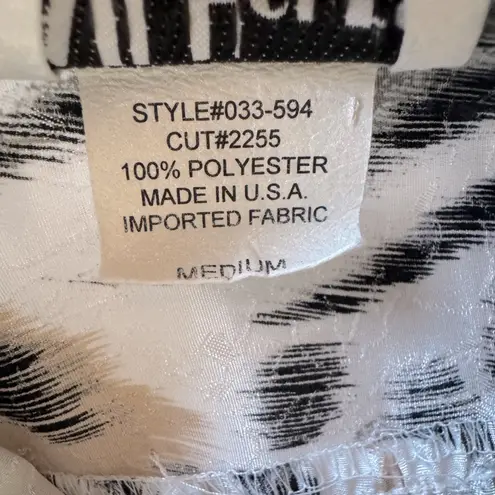 STYLE#033-594
CUT#2255
100% POLYESTER
MADE IN U.S.A.
IMPORTED FABRIC
MEDIUM